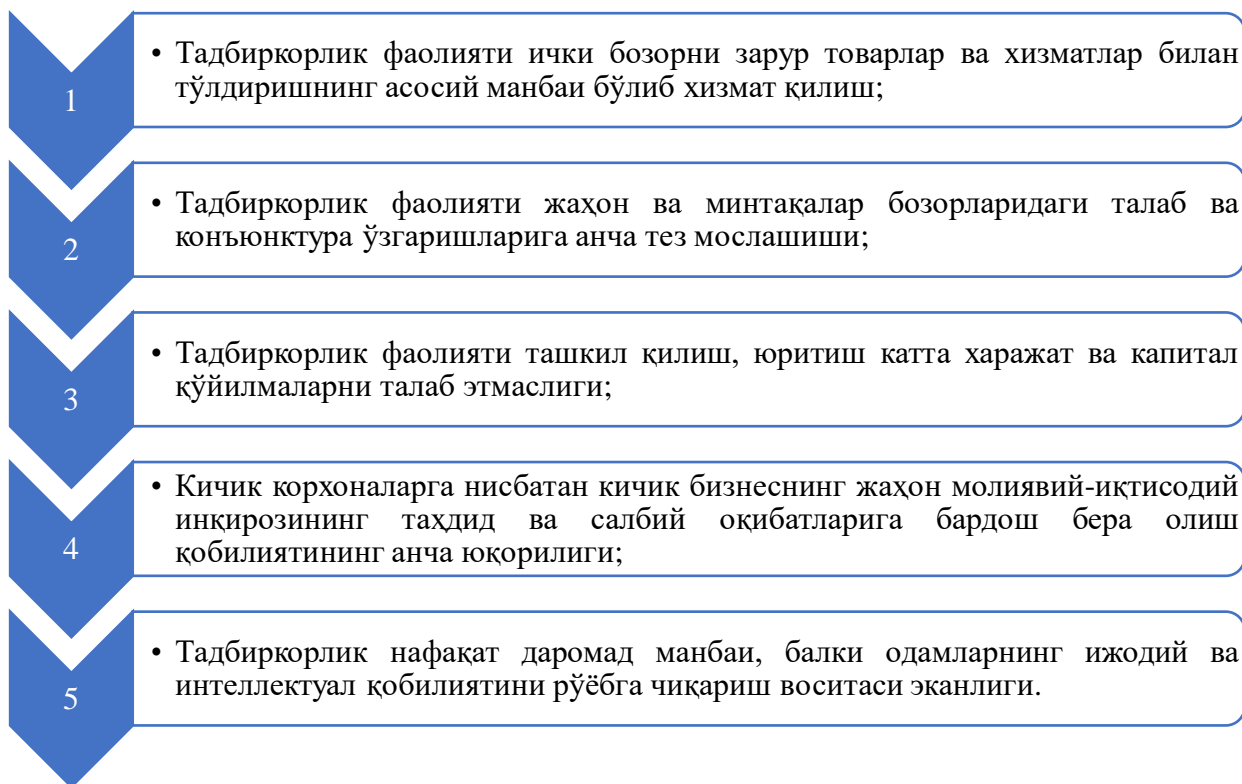 1
• Тадбиркорлик фаолияти ички бозорни зарур товарлар ва хизматлар билан
тўлдиришнинг асосий манбаи бўлиб хизмат қилиш;
2
• Тадбиркорлик фаолияти жаҳон ва минтақалар бозорларидаги талаб ва
конъюнктура ўзгаришларига анча тез мослашиши;
3
• Тадбиркорлик фаолияти ташкил қилиш, юритиш катта харажат ва капитал
қўйилмаларни талаб этмаслиги;
4
• Кичик корхоналарга нисбатан кичик бизнеснинг жаҳон молиявий-иқтисодий
инқирозининг таҳдид ва салбий оқибатларига бардош бера олиш
қобилиятининг анча юқорилиги;
5
• Тадбиркорлик нафақат даромад манбаи, балки одамларнинг ижодий ва
интеллектуал қобилиятини рўёбга чиқариш воситаси эканлиги.